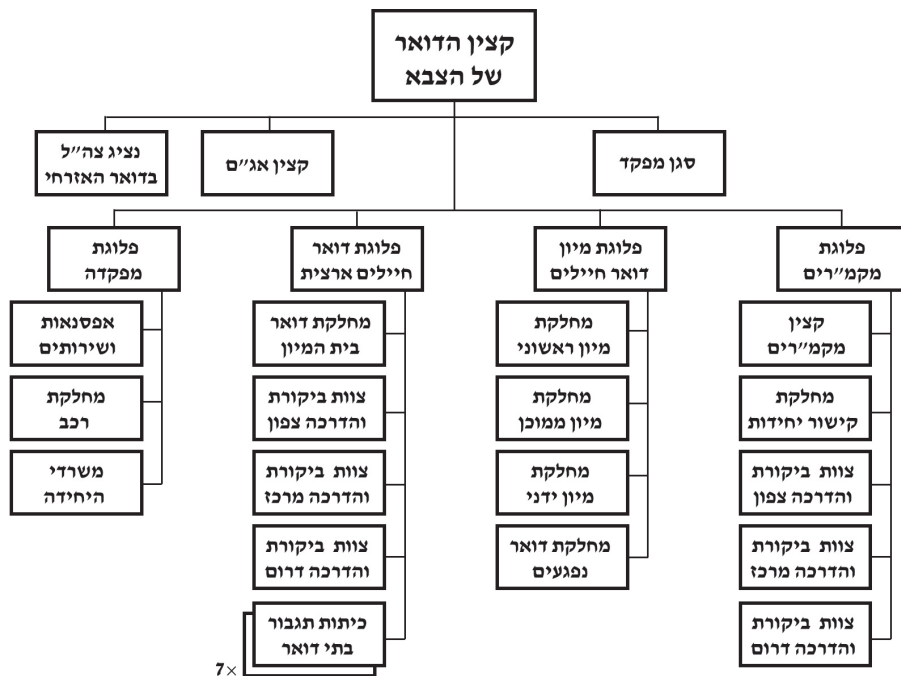 קצין הדואר
של הצבא
סגן מפקד
קצין אג״ם
נציג צה״ל
בדואר האזרחי
פלוגת
מקמ״רים
קצין
מקמ״רים
מחלקת
קישור יחידות
צוות ביקורת
והדרכה צפון
צוות ביקורת
והדרכה מרכז
צוות ביקורת
והדרכה דרום
פלוגת מיון
דואר חיילים
מחלקת
מיון ראשוני
מחלקת
מיון ממוכן
מחלקת
מיון ידני
מחלקת דואר
נפגעים
פלוגת דואר
חיילים ארצית
מחלקת דואר
בית המיון
צוות ביקורת
והדרכה צפון
צוות ביקורת
והדרכה מרכז
צוות ביקורת
והדרכה דרום
כיתות תגבור
בתי דואר
7×
פלוגת
מפקדה
אפסנאות
ושירותים
מחלקת
רכב
משרדי
היחידה